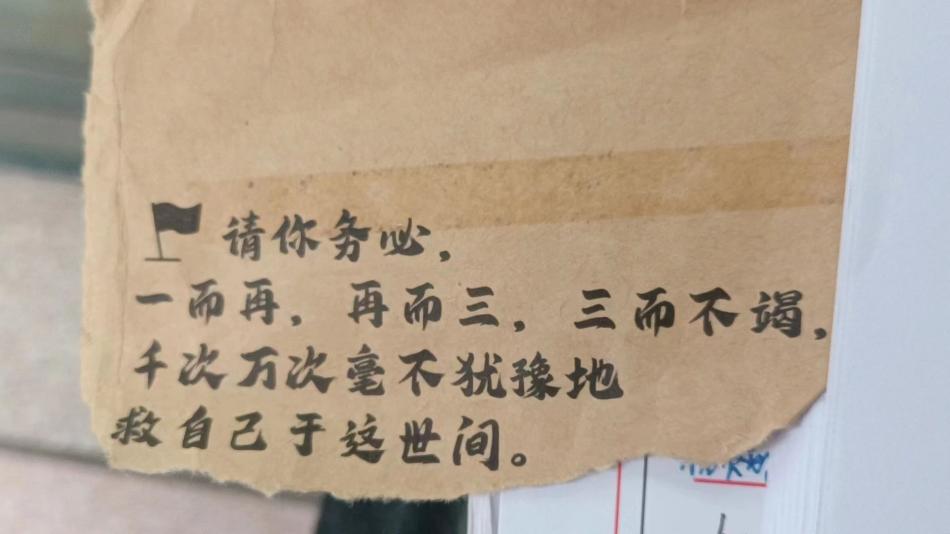 请你务必，
一而再，再而三，三而不竭，
千次万次毫不犹豫地
救自己于这世间。